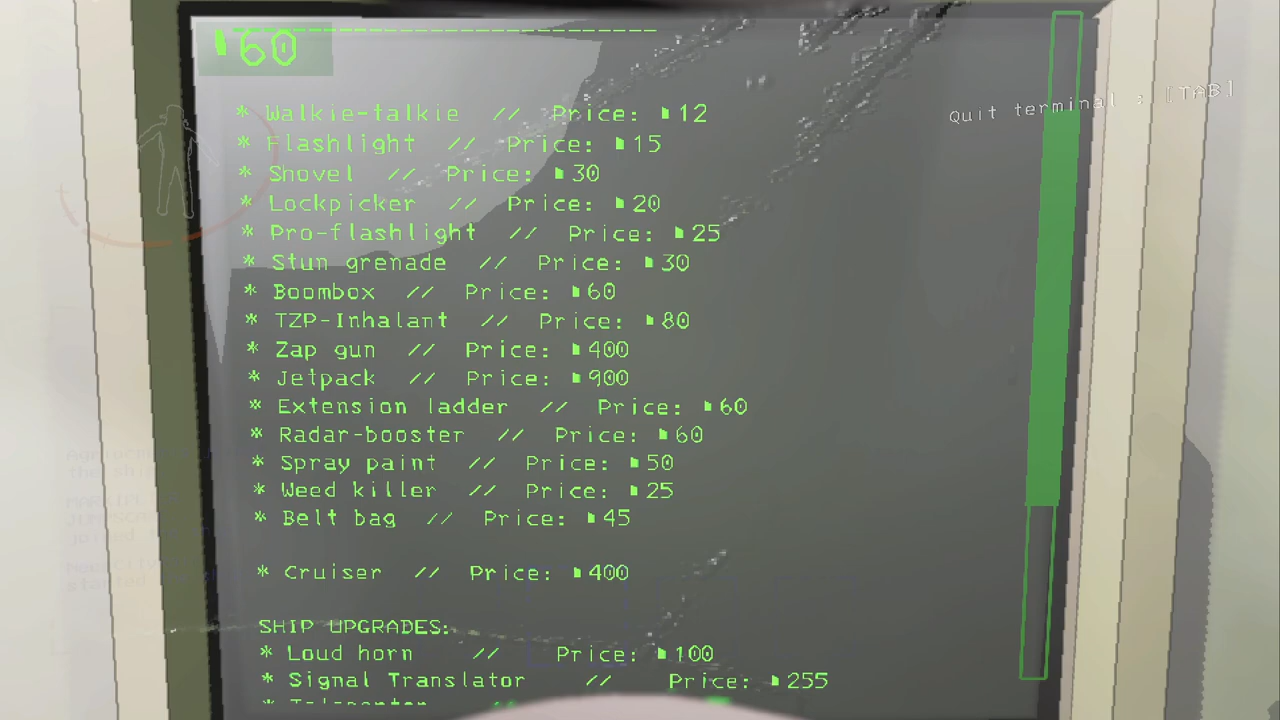 ▮60
* Walkie-talkie // Price: ▮12
Quit terminal : [TAB]
* Flashlight // Price: ▮15
* Shovel // Price: ▮30
* Lockpicker // Price: ▮20
* Pro-flashlight // Price: ▮25
* Stun grenade // Price: ▮30
* Boombox // Price: ▮60
* TZP-Inhalant // Price: ▮80
* Zap gun // Price: ▮400
* Jetpack // Price: ▮900
* Extension ladder // Price: ▮60
* Radar-booster // Price: ▮60
* Spray paint // Price: ▮50
* Weed killer // Price: ▮25
* Belt bag // Price: ▮45
* Cruiser // Price: ▮400
SHIP UPGRADES:
* Loud horn // Price: ▮100
* Signal Translator // Price: ▮255